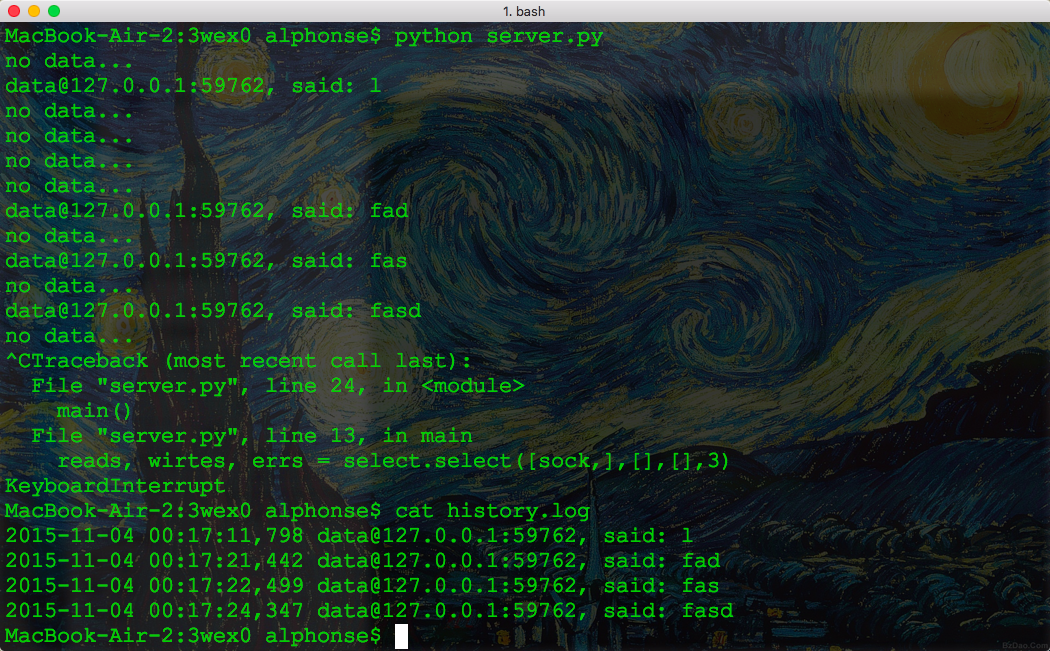 1. bash
MacBook-Air-2:3wex0 alphonse$ python server.py
no data...
data@127.0.0.1:59762, said: l
no data...
no data...
no data...
no data...
data@127.0.0.1:59762, said: fad
no data...
data@127.0.0.1:59762, said: fas
no data...
data@127.0.0.1:59762, said: fasd
no data...
^CTraceback (most recent call last):
  File "server.py", line 24, in <module>
    main()
  File "server.py", line 13, in main
    reads, wirtes, errs = select.select([sock,],[],[],3)
KeyboardInterrupt
MacBook-Air-2:3wex0 alphonse$ cat history.log
2015-11-04 00:17:11,798 data@127.0.0.1:59762, said: l
2015-11-04 00:17:21,442 data@127.0.0.1:59762, said: fad
2015-11-04 00:17:22,499 data@127.0.0.1:59762, said: fas
2015-11-04 00:17:24,347 data@127.0.0.1:59762, said: fasd
MacBook-Air-2:3wex0 alphonse$